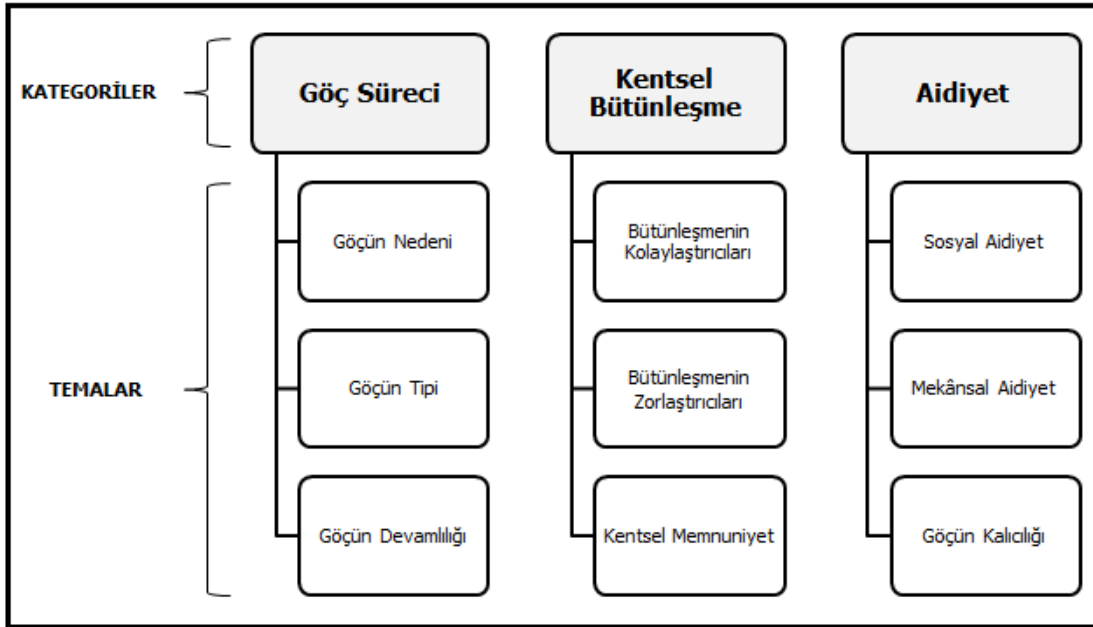 KATEGORİLER
Göç Süreci
Kentsel
Bütünleşme
Aidiyet
TEMALAR
Göçün Nedeni
Bütünleşmenin
Kolaylaştırıcıları
Sosyal Aidiyet
Göçün Tipi
Bütünleşmenin
Zorlaştırıcıları
Mekânsal Aidiyet
Göçün Devamlılığı
Kentsel Memnuniyet
Göçün Kalıcılığı